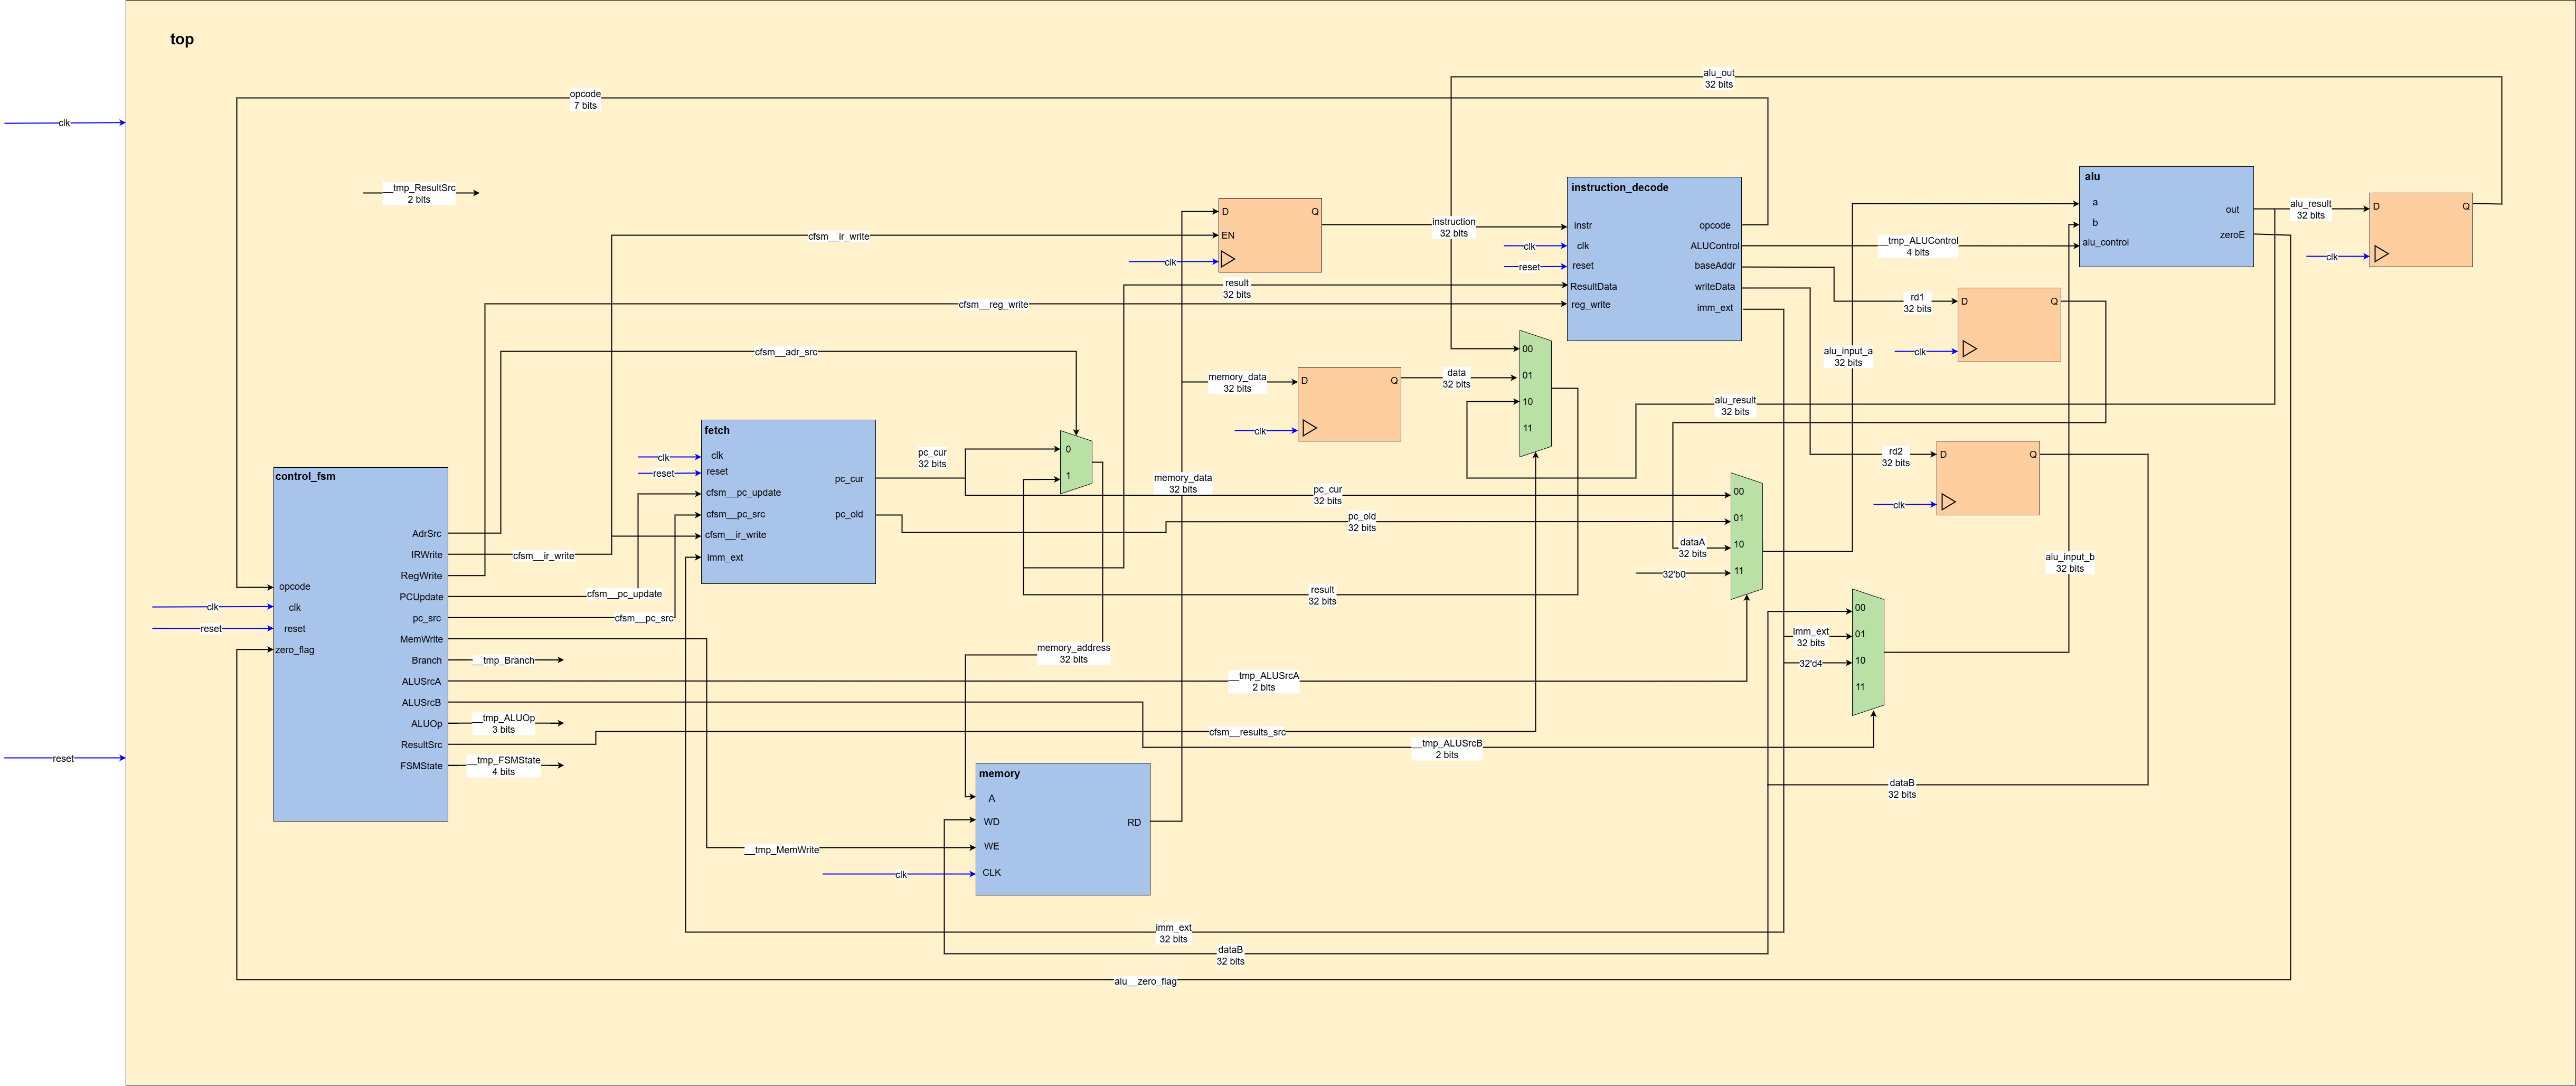 top
alu_out
32 bits
opcode
7 bits
clk
__tmp_ResultSrc
2 bits
D
Q
EN
clk
cfsm__ir_write
instruction
32 bits
instruction_decode
instr
clk
reset
ResultData
reg_write
opcode
ALUControl
baseAddr
writeData
imm_ext
clk
reset
result
32 bits
cfsm__reg_write
alu
a
b
alu_control
out
zeroE
__tmp_ALUControl
4 bits
alu_result
32 bits
D
Q
clk
rd1
32 bits
D
Q
clk
alu_input_a
32 bits
cfsm__adr_src
memory_data
32 bits
D
Q
clk
data
32 bits
00
01
10
11
alu_result
32 bits
fetch
clk
reset
cfsm__pc_update
cfsm__pc_src
cfsm__ir_write
imm_ext
pc_cur
pc_old
clk
reset
pc_cur
32 bits
0
1
memory_data
32 bits
pc_cur
32 bits
pc_old
32 bits
rd2
32 bits
D
Q
clk
00
01
10
11
dataA
32 bits
32'b0
control_fsm
opcode
clk
reset
zero_flag
AdrSrc
IRWrite
RegWrite
PCUpdate
pc_src
MemWrite
Branch
ALUSrcA
ALUSrcB
ALUOp
ResultSrc
FSMState
clk
reset
cfsm__ir_write
cfsm__pc_update
cfsm__pc_src
__tmp_Branch
__tmp_ALUOp
3 bits
__tmp_FSMState
4 bits
result
32 bits
alu_input_b
32 bits
00
01
10
11
imm_ext
32 bits
32'd4
memory_address
32 bits
__tmp_ALUSrcA
2 bits
cfsm__results_src
__tmp_ALUSrcB
2 bits
reset
memory
A
WD
WE
CLK
RD
dataB
32 bits
__tmp_MemWrite
clk
imm_ext
32 bits
dataB
32 bits
alu__zero_flag